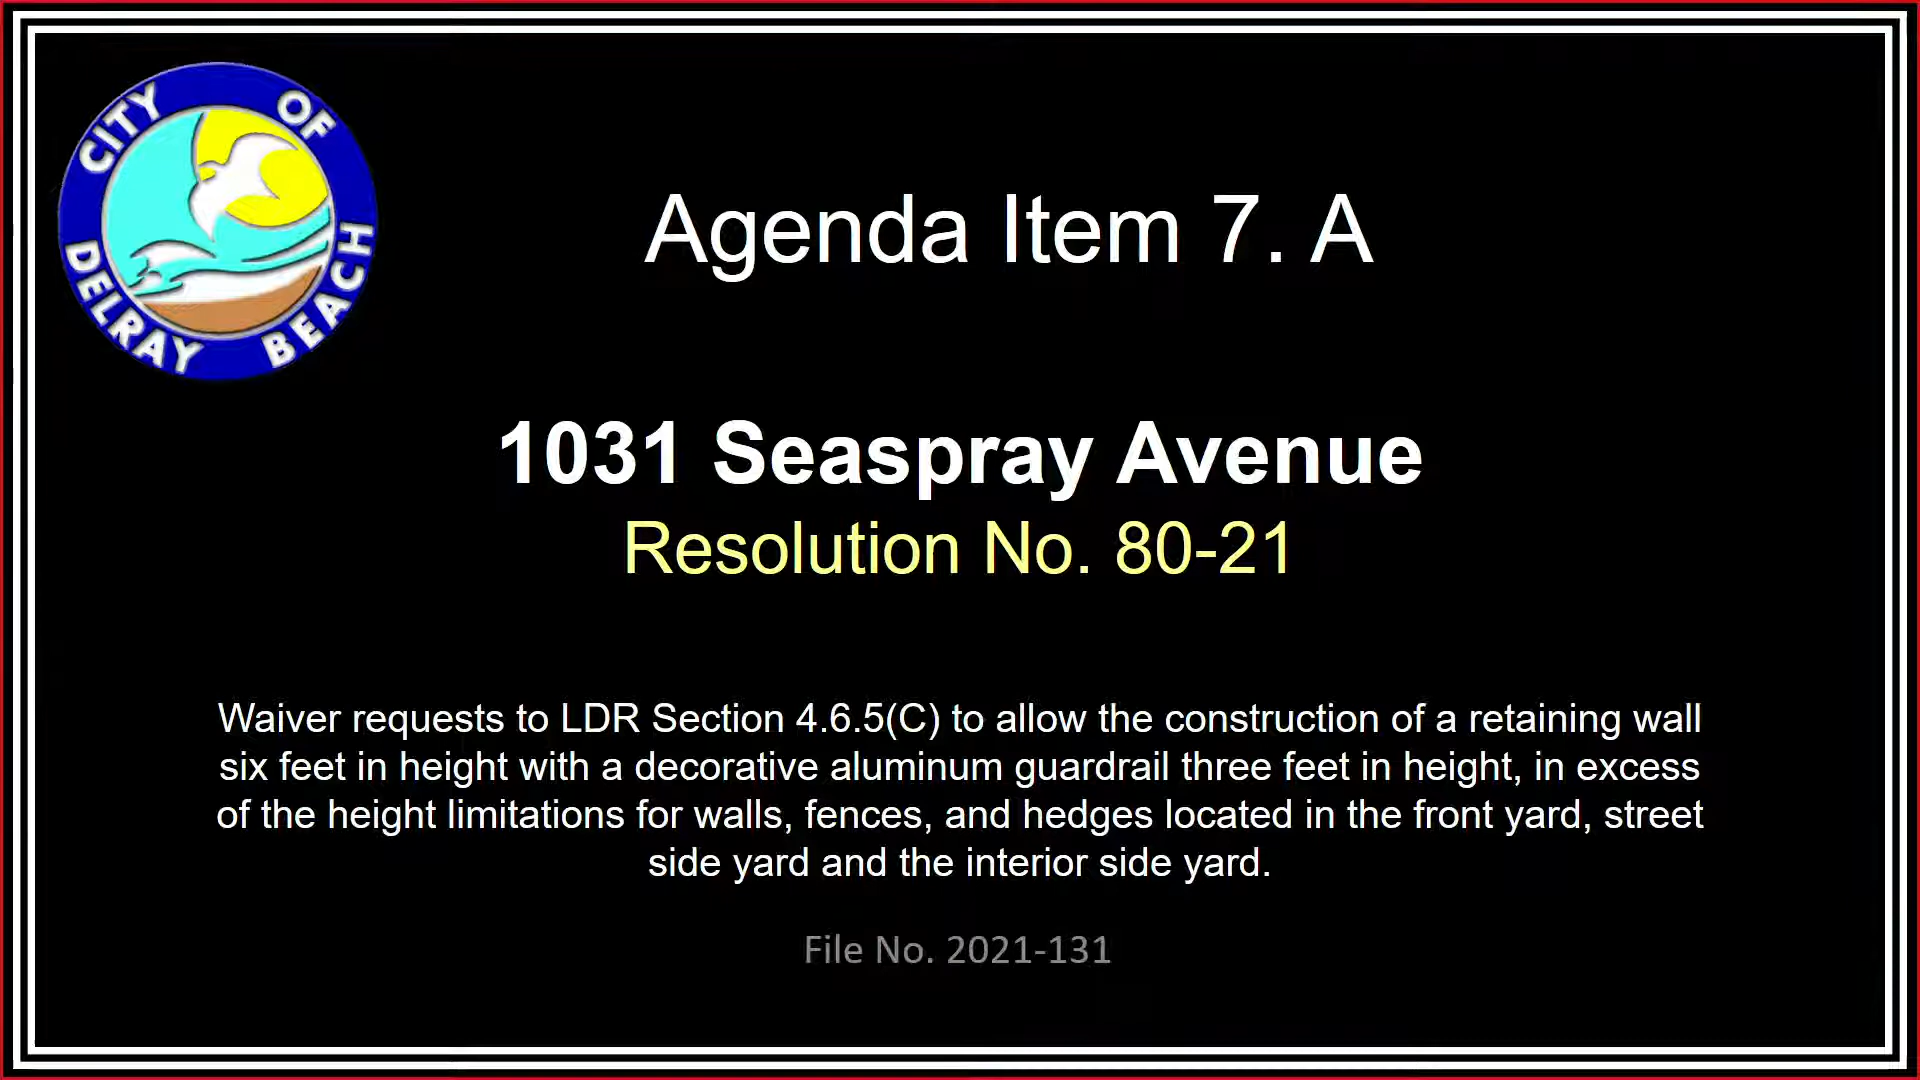 CITY OF
DELRAY BEACH
Agenda Item 7. A
1031 Seaspray Avenue
Resolution No. 80-21
Waiver requests to LDR Section 4.6.5(C) to allow the construction of a retaining wall
six feet in height with a decorative aluminum guardrail three feet in height, in excess
of the height limitations for walls, fences, and hedges located in the front yard, street
side yard and the interior side yard.
File No. 2021-131